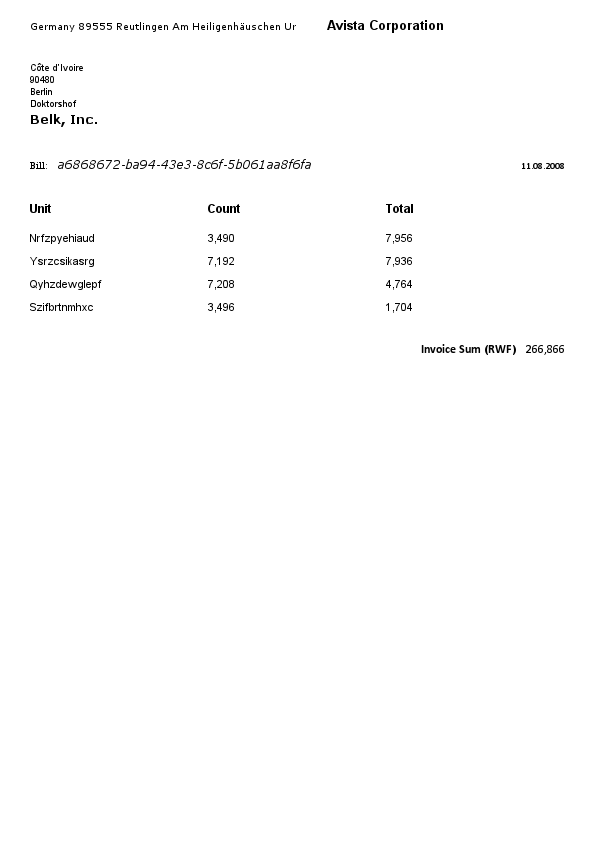 Germany 89555 Reutlingen Am Heiligenhäuschen Ur Avista Corporation
Côte d'Ivoire
90480
Berlin
Doktorshof
Belk, Inc.
Bill: a6868672-ba94-43e3-8c6f-5b061aa8f6fa 11.08.2008
Unit Count Total
Nrfzpyehiaud 3,490 7,956
Ysrzcsikasrg 7,192 7,936
Qyhzdewglepf 7,208 4,764
Szifbrtnmhxc 3,496 1,704
Invoice Sum (RWF) 266,866